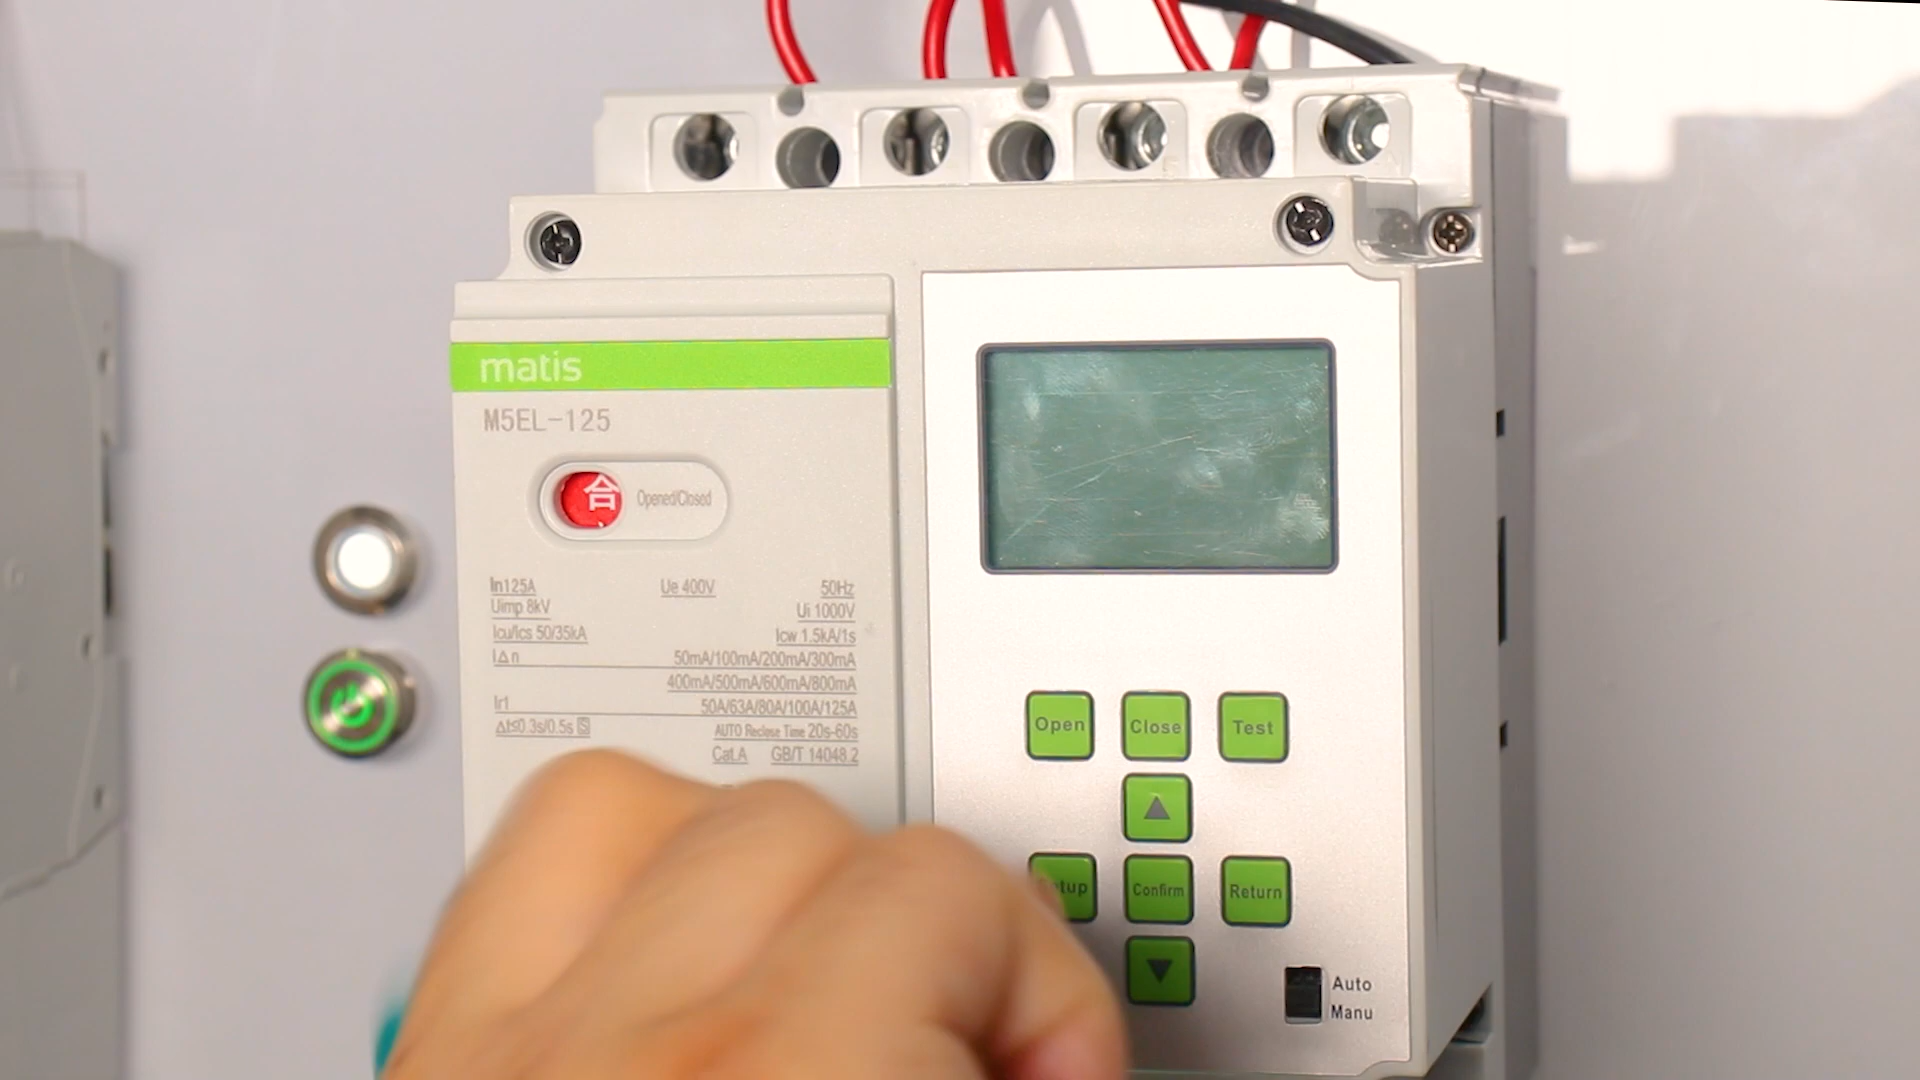 matis
M5EL-125
合 Opened/Closed
In125A Ue 400V 50Hz
Uimp 8kV Ui 1000V
Icu/Ics 50/35kA Icw 1.5kA/1s
I△n 50mA/100mA/200mA/300mA
400mA/500mA/600mA/800mA
Ir1 50A/63A/80A/100A/125A
△t≤0.3s/0.5s S AUTO Reclose Time 20s-60s
Cat.A GB/T 14048.2
Open Close Test
▲
tup Confirm Return
▼
Auto
Manu